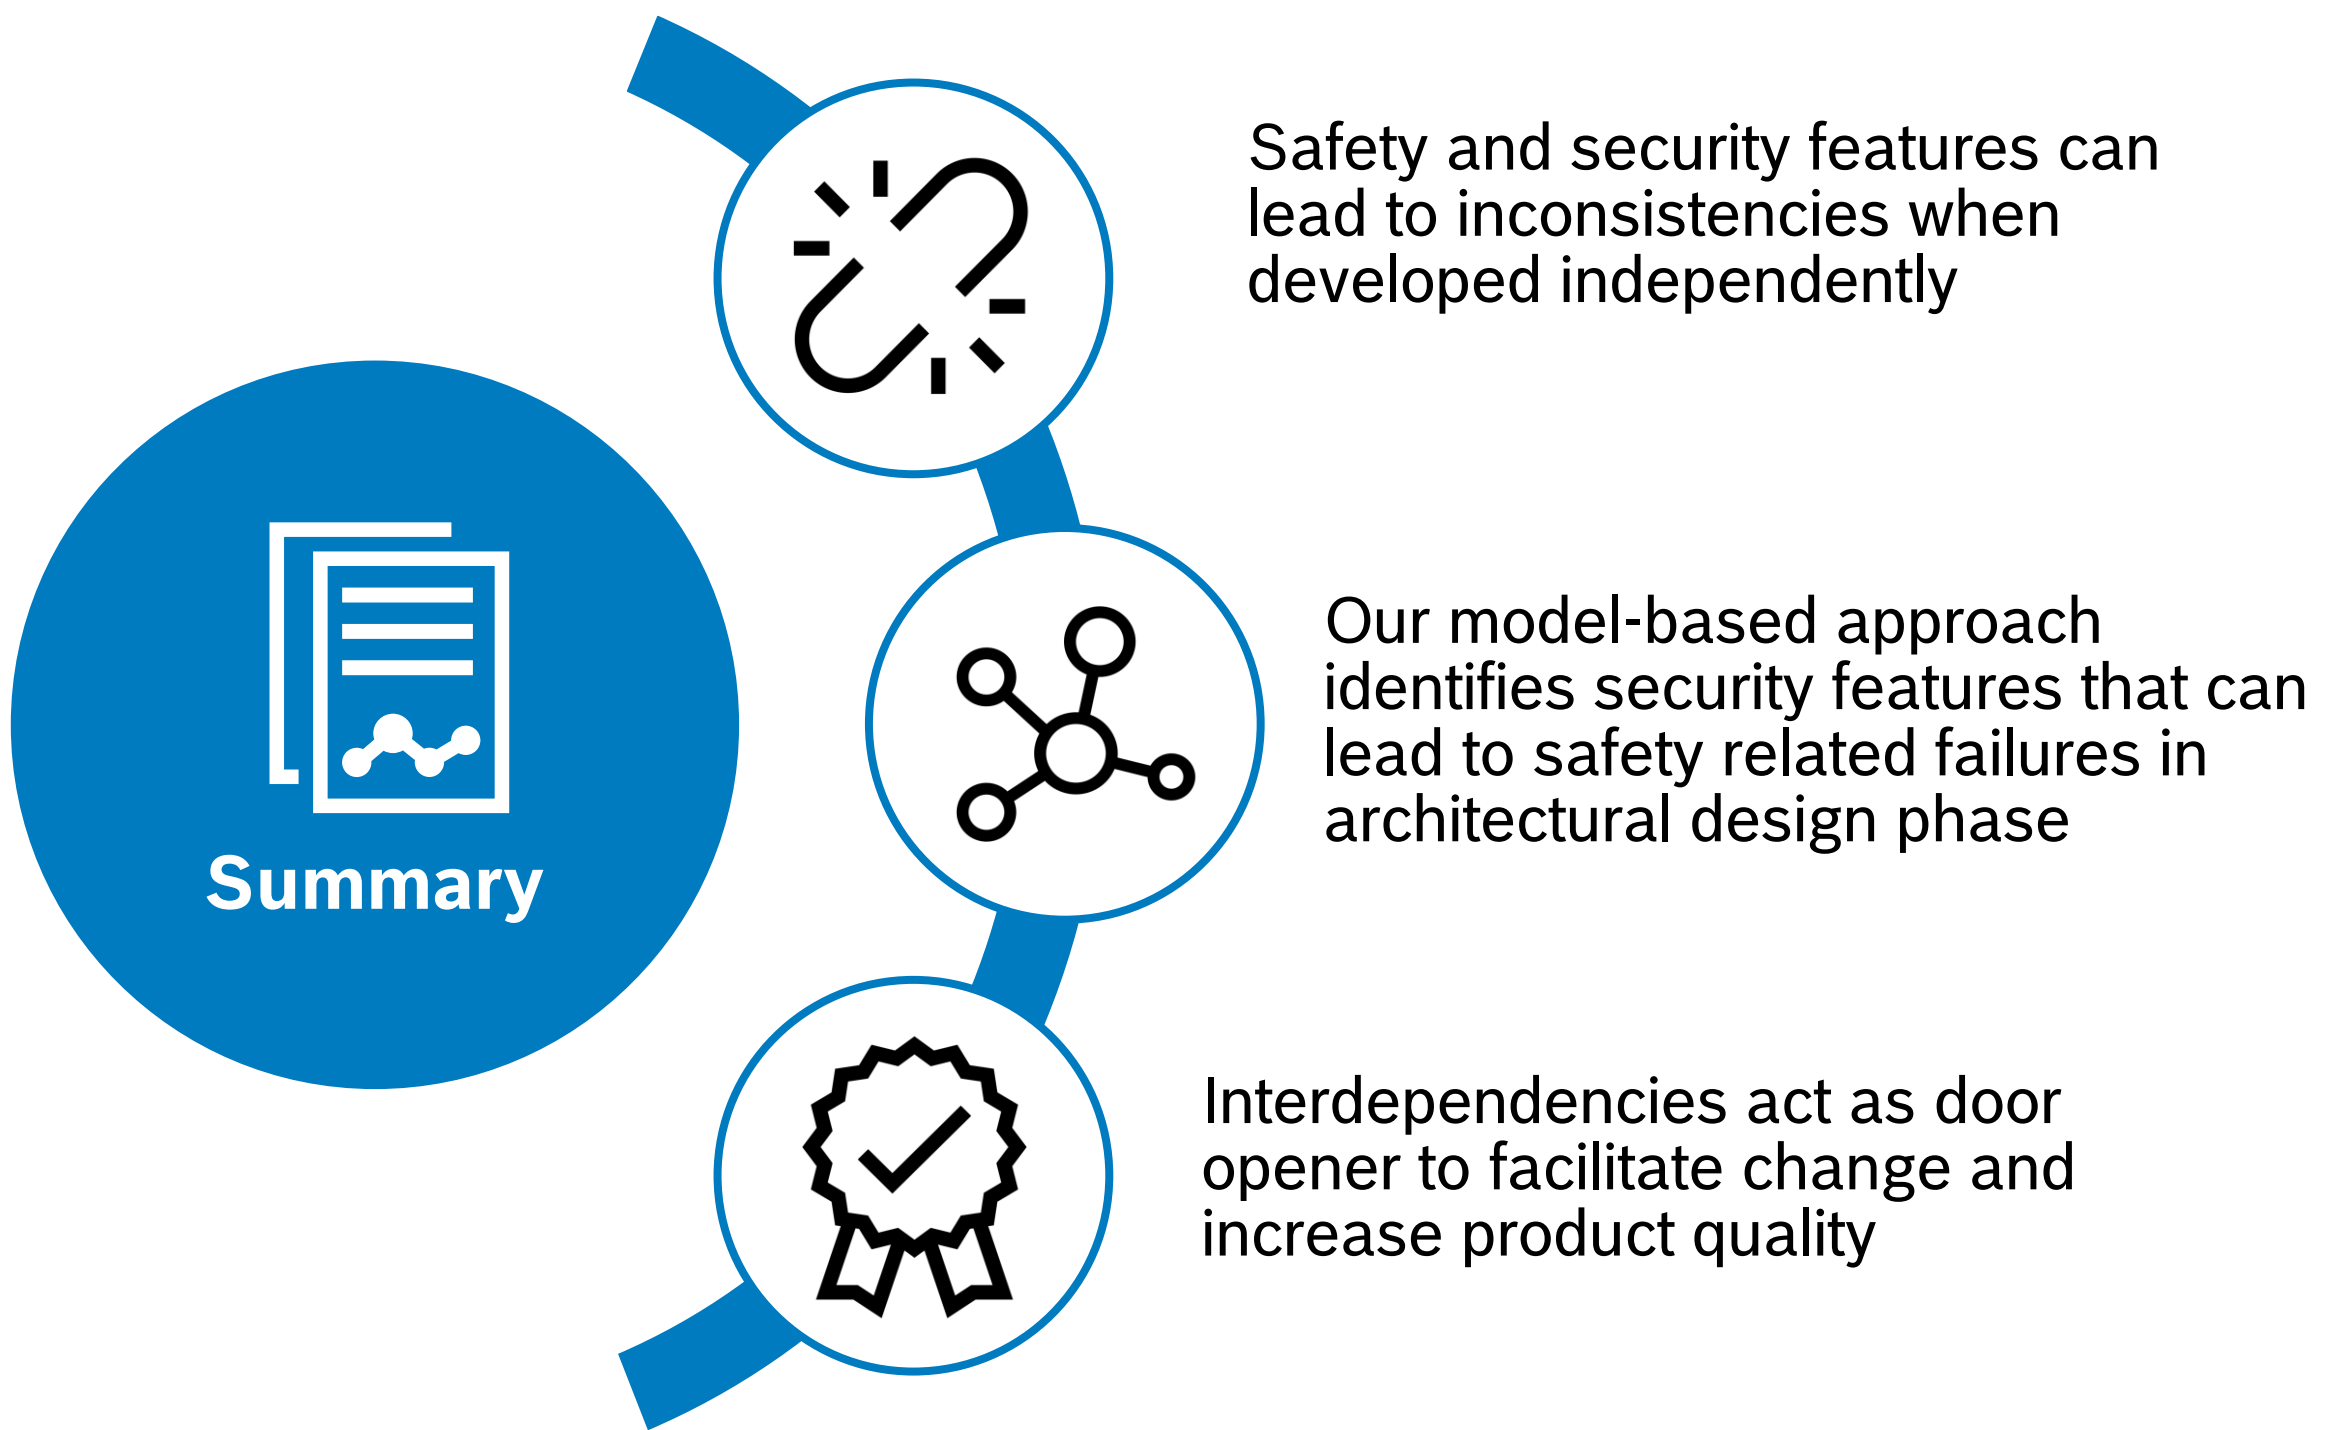 Summary
Safety and security features can
lead to inconsistencies when
developed independently
Our model-based approach
identifies security features that can
lead to safety related failures in
architectural design phase
Interdependencies act as door
opener to facilitate change and
increase product quality